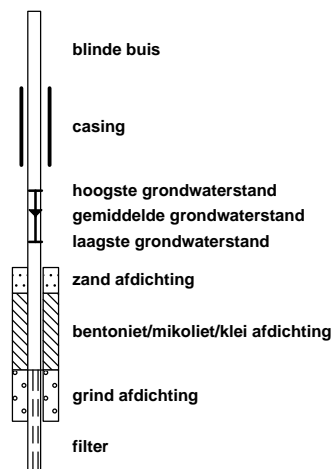 blinde buis
casing
hoogste grondwaterstand
gemiddelde grondwaterstand
laagste grondwaterstand
zand afdichting
bentoniet/mikoliet/klei afdichting
grind afdichting
filter